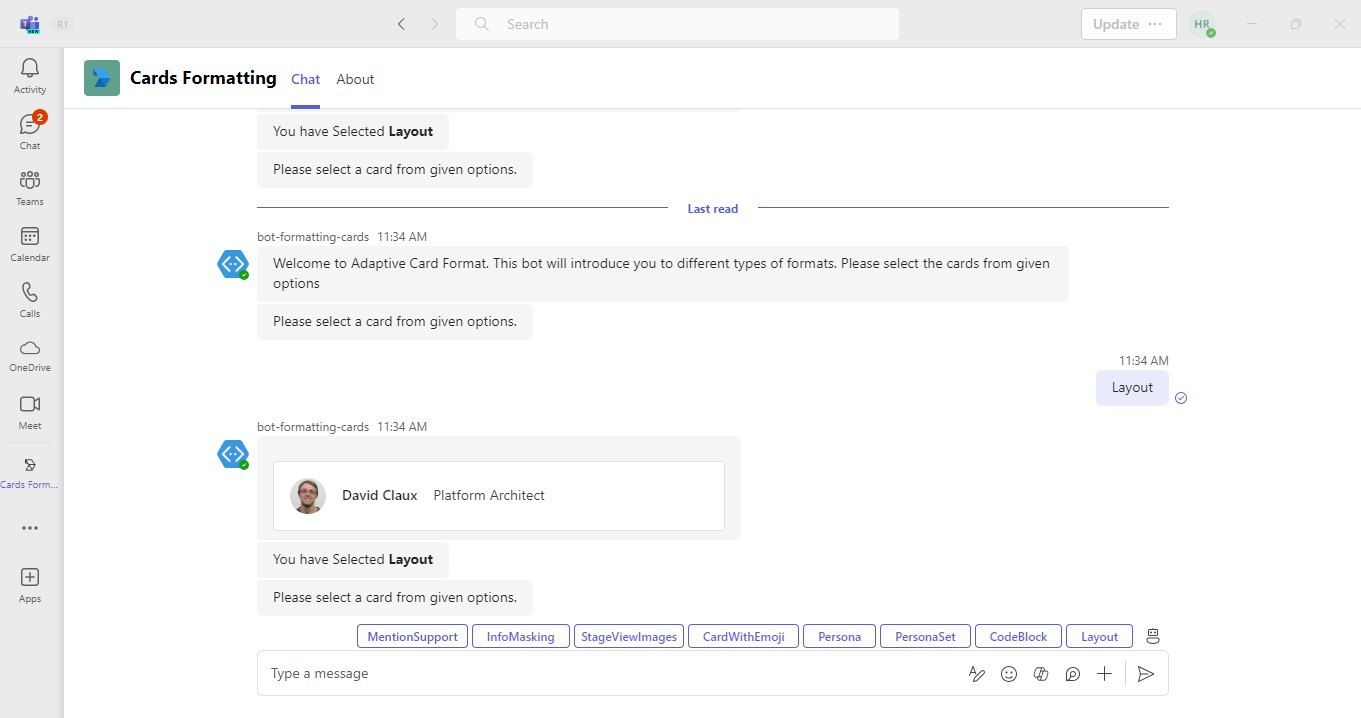 R1
Search
Update
HR
Activity
2
Chat
Teams
Calendar
Calls
OneDrive
Meet
Cards Form...
Apps
Cards Formatting Chat About
You have Selected Layout
Please select a card from given options.
Last read
bot-formatting-cards 11:34 AM
Welcome to Adaptive Card Format. This bot will introduce you to different types of formats. Please select the cards from given
options
Please select a card from given options.
11:34 AM
Layout
bot-formatting-cards 11:34 AM
David Claux Platform Architect
You have Selected Layout
Please select a card from given options.
MentionSupport InfoMasking StageViewImages CardWithEmoji Persona PersonaSet CodeBlock Layout
Type a message